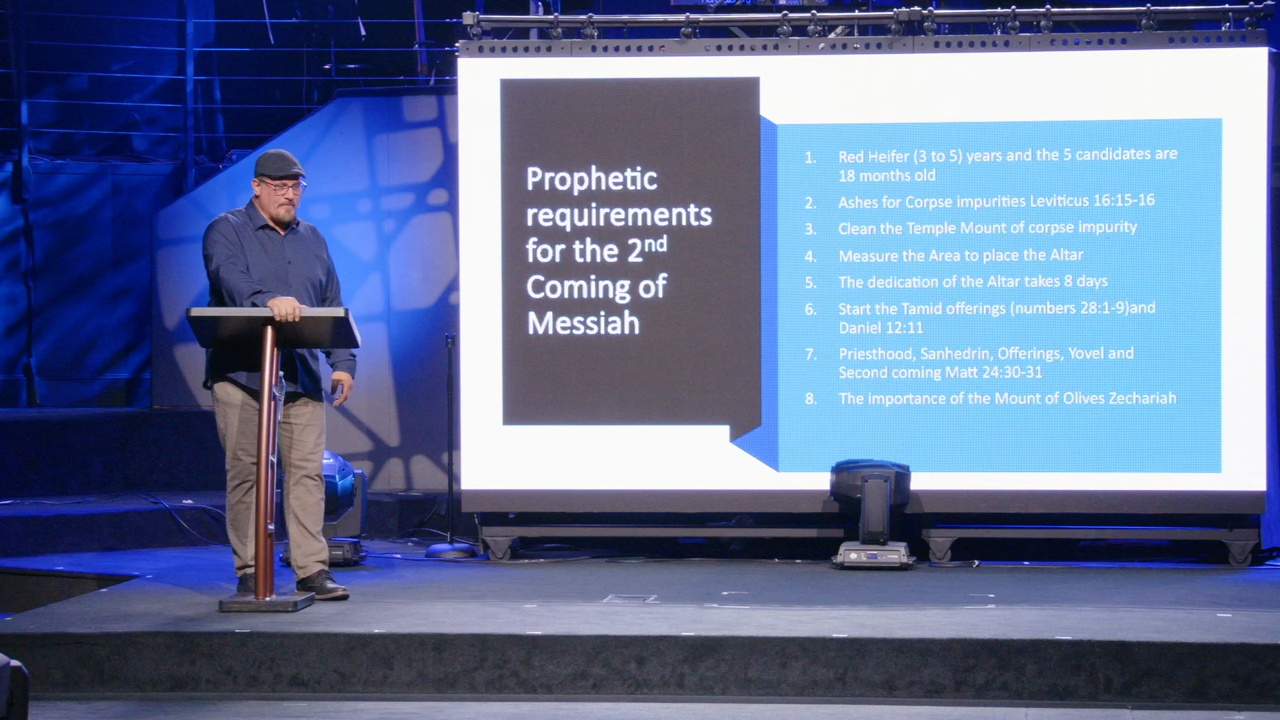 Prophetic
requirements
for the 2nd
Coming of
Messiah
1. Red Heifer (3 to 5) years and the 5 candidates are
18 months old
2. Ashes for Corpse impurities Leviticus 16:15-16
3. Clean the Temple Mount of corpse impurity
4. Measure the Area to place the Altar
5. The dedication of the Altar takes 8 days
6. Start the Tamid offerings (numbers 28:1-9)and
Daniel 12:11
7. Priesthood, Sanhedrin, Offerings, Yovel and
Second coming Matt 24:30-31
8. The importance of the Mount of Olives Zechariah